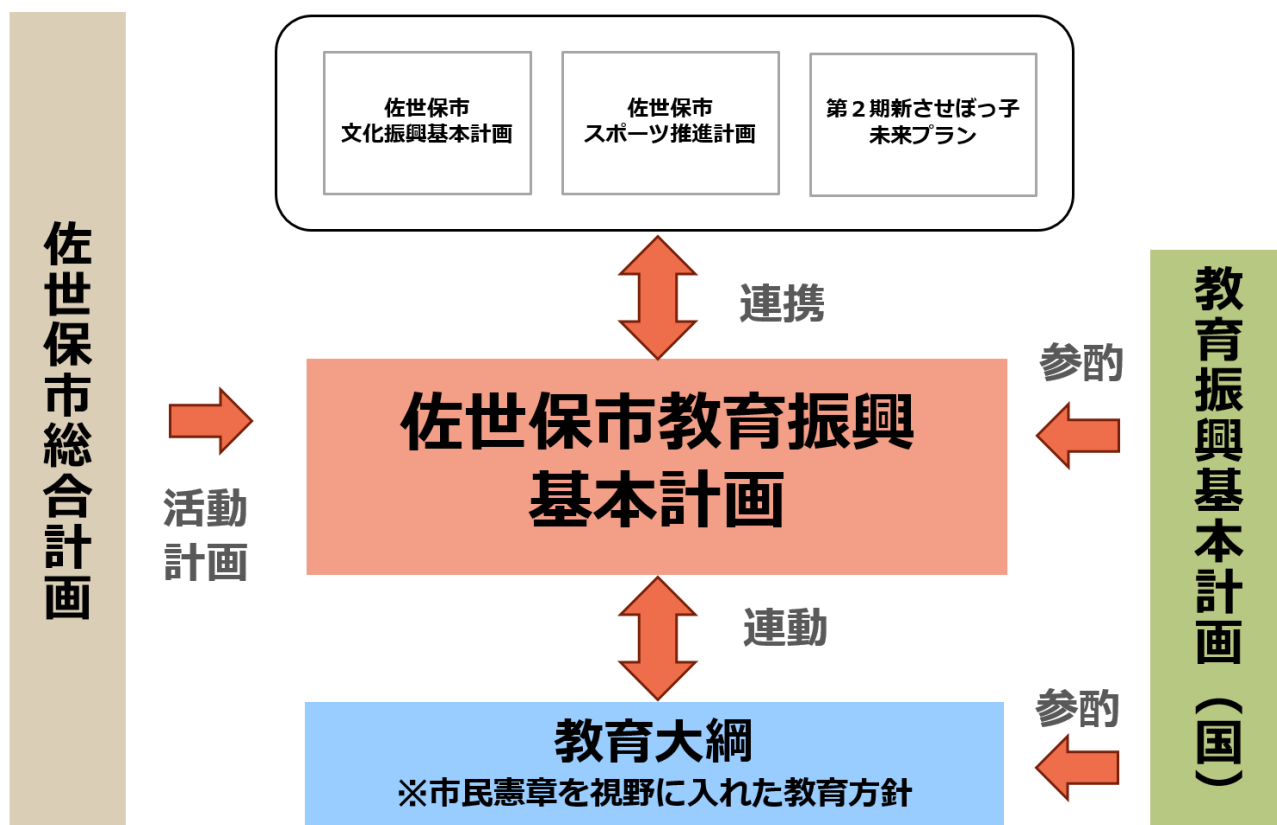 佐世保市
文化振興基本計画
佐世保市
スポーツ推進計画
第２期新させぼっ子
未来プラン
佐世保市総合計画
連携
教育振興基本計画（国）
参酌
佐世保市教育振興
基本計画
活動
計画
連動
参酌
教育大綱
※市民憲章を視野に入れた教育方針